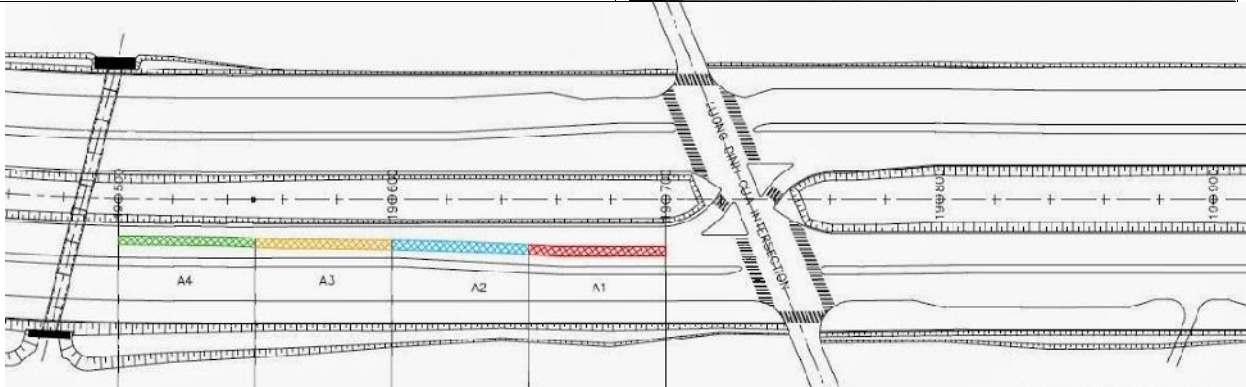 19+500
19+600
19+700
19+800
19+900
LUONG DINH CUA INTERSECTION
A4
A3
A2
A1